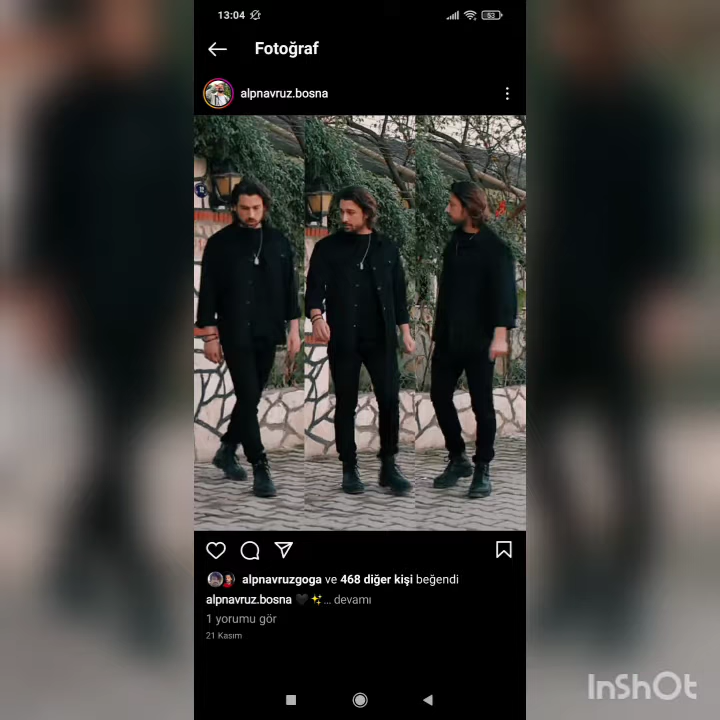 13:04
53
Fotoğraf
alpnavruz.bosna
alpnavruzgoga ve 468 diğer kişi beğendi
alpnavruz.bosna 🖤✨... devamı
1 yorumu gör
21 Kasım
InShOt